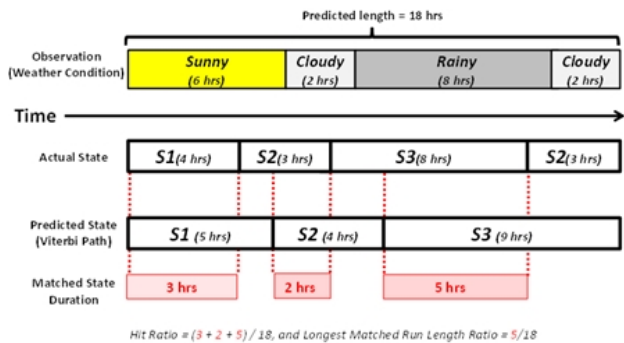 Predicted length = 18 hrs
Observation
(Weather Condition)
Sunny
(6 hrs)
Cloudy
(2 hrs)
Rainy
(8 hrs)
Cloudy
(2 hrs)
Time
Actual State
S1(4 hrs)
S2(3 hrs)
S3(8 hrs)
S2(3 hrs)
Predicted State
(Viterbi Path)
S1 (5 hrs)
S2 (4 hrs)
S3 (9 hrs)
Matched State
Duration
3 hrs
2 hrs
5 hrs
Hit Ratio = (3 + 2 + 5) / 18, and Longest Matched Run Length Ratio = 5/18